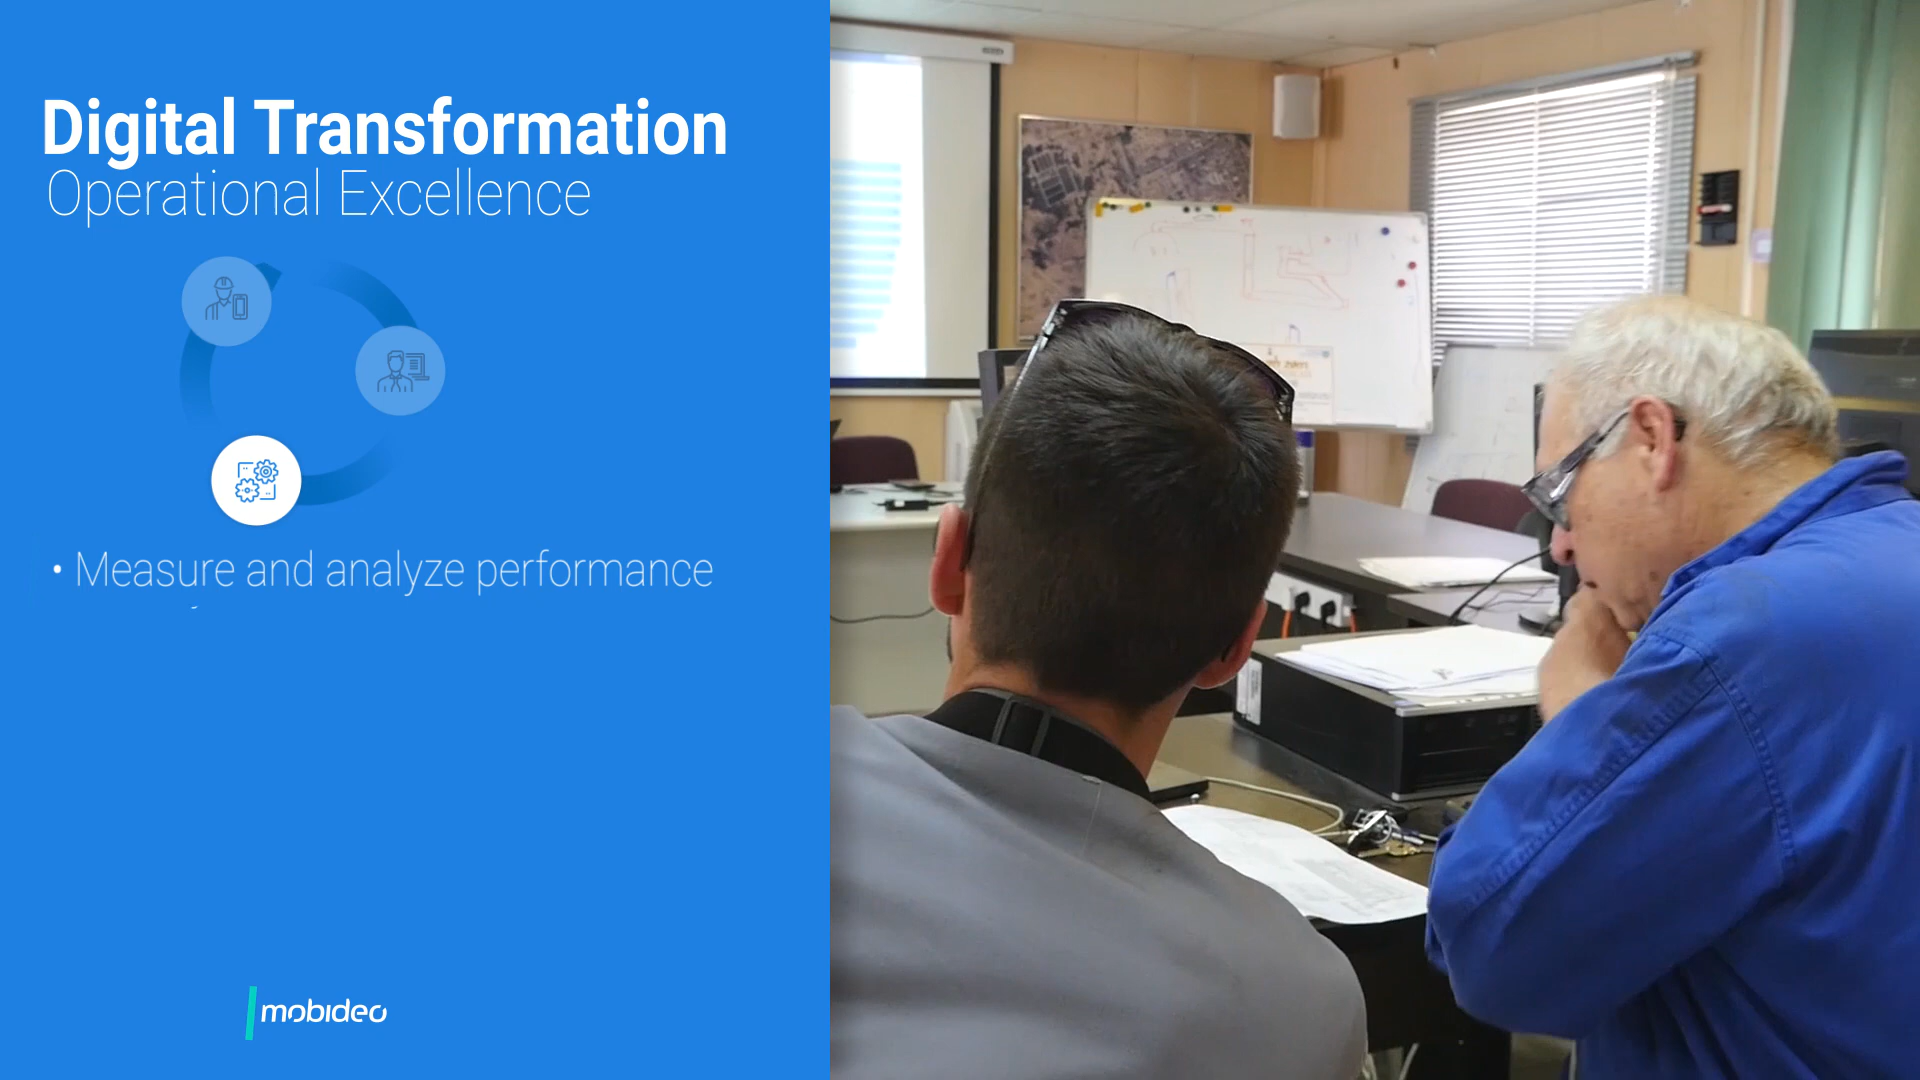 Digital Transformation
Operational Excellence
• Measure and analyze performance
mobideo